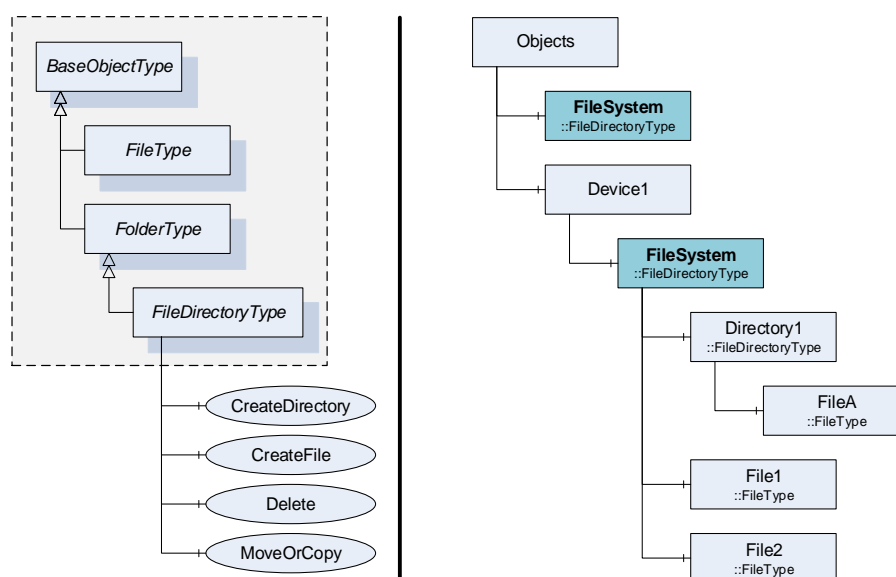 BaseObjectType
FileType
FolderType
FileDirectoryType
CreateDirectory
CreateFile
Delete
MoveOrCopy
Objects
FileSystem
::FileDirectoryType
Device1
FileSystem
::FileDirectoryType
Directory1
::FileDirectoryType
FileA
::FileType
File1
::FileType
File2
::FileType